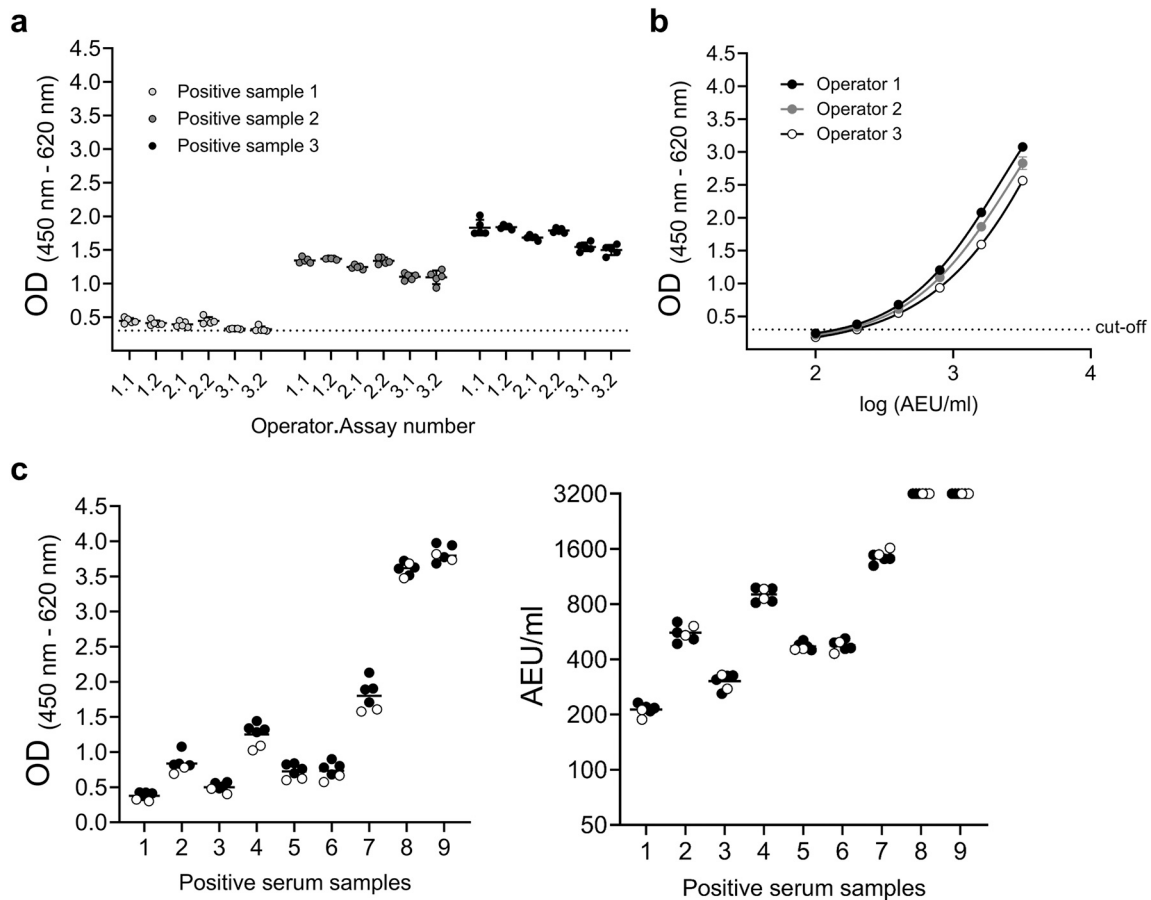 a
OD (450 nm - 620 nm)
4.5
4.0
3.5
3.0
2.5
2.0
1.5
1.0
0.5
Positive sample 1
Positive sample 2
Positive sample 3
1.1 1.2 2.1 2.2 3.1 3.2 1.1 1.2 2.1 2.2 3.1 3.2 1.1 1.2 2.1 2.2 3.1 3.2
Operator.Assay number
b
OD (450 nm - 620 nm)
4.5
4.0
3.5
3.0
2.5
2.0
1.5
1.0
0.5
Operator 1
Operator 2
Operator 3
cut-off
2 3 4
log (AEU/ml)
c
OD (450 nm - 620 nm)
4.5
4.0
3.5
3.0
2.5
2.0
1.5
1.0
0.5
0.0
1 2 3 4 5 6 7 8 9
Positive serum samples
AEU/ml
3200
1600
800
400
200
100
50
1 2 3 4 5 6 7 8 9
Positive serum samples